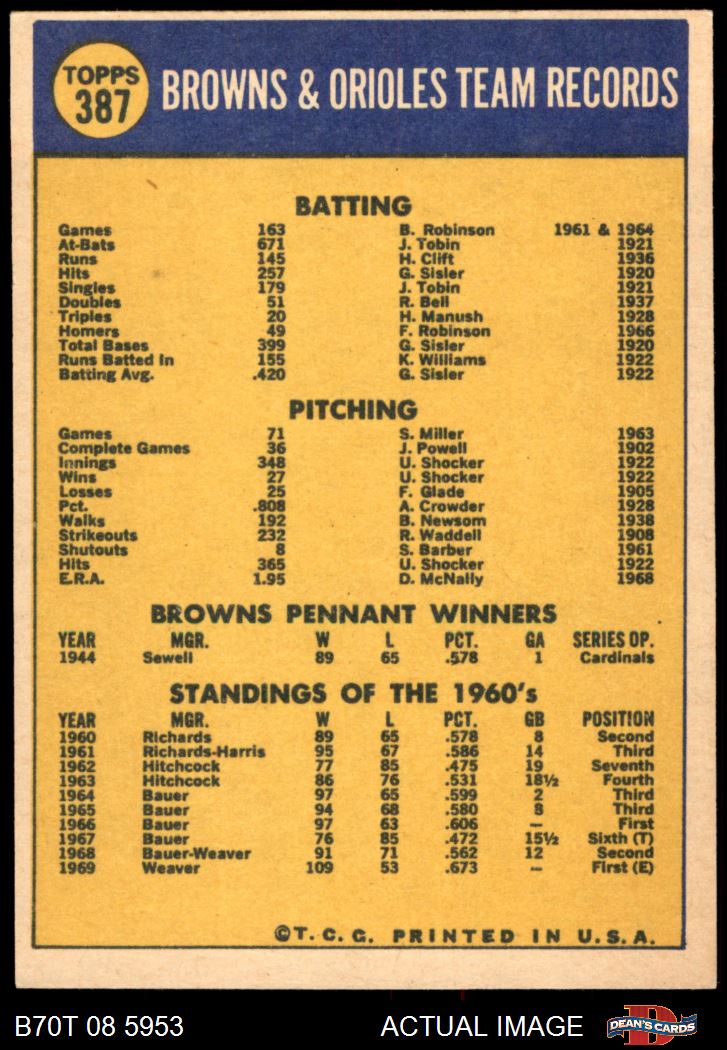 TOPPS
387
BROWNS & ORIOLES TEAM RECORDS
BATTING
Games 163 B. Robinson 1961 & 1964
At-Bats 671 J. Tobin 1921
Runs 145 H. Clift 1936
Hits 257 G. Sisler 1920
Singles 179 J. Tobin 1921
Doubles 51 R. Bell 1937
Triples 20 H. Manush 1928
Homers 49 F. Robinson 1966
Total Bases 399 G. Sisler 1920
Runs Batted In 155 K. Williams 1922
Batting Avg. .420 G. Sisler 1922
PITCHING
Games 71 S. Miller 1963
Complete Games 36 J. Powell 1902
Innings 348 U. Shocker 1922
Wins 27 U. Shocker 1922
Losses 25 F. Glade 1905
Pct. .808 A. Crowder 1928
Walks 192 B. Newsom 1938
Strikeouts 232 R. Waddell 1908
Shutouts 8 S. Barber 1961
Hits 365 U. Shocker 1922
E.R.A. 1.95 D. McNally 1968
BROWNS PENNANT WINNERS
YEAR MGR. W L PCT. GA SERIES OP.
1944 Sewell 89 65 .578 1 Cardinals
STANDINGS OF THE 1960's
YEAR MGR. W L PCT. GB POSITION
1960 Richards 89 65 .578 8 Second
1961 Richards-Harris 95 67 .586 14 Third
1962 Hitchcock 77 85 .475 19 Seventh
1963 Hitchcock 86 76 .531 18½ Fourth
1964 Bauer 97 65 .599 2 Third
1965 Bauer 94 68 .580 8 Third
1966 Bauer 97 63 .606 — First
1967 Bauer 76 85 .472 15½ Sixth (T)
1968 Bauer-Weaver 91 71 .562 12 Second
1969 Weaver 109 53 .673 — First (E)
©T. C. G. PRINTED IN U. S. A.
B70T 08 5953 ACTUAL IMAGE DEAN'S CARDS